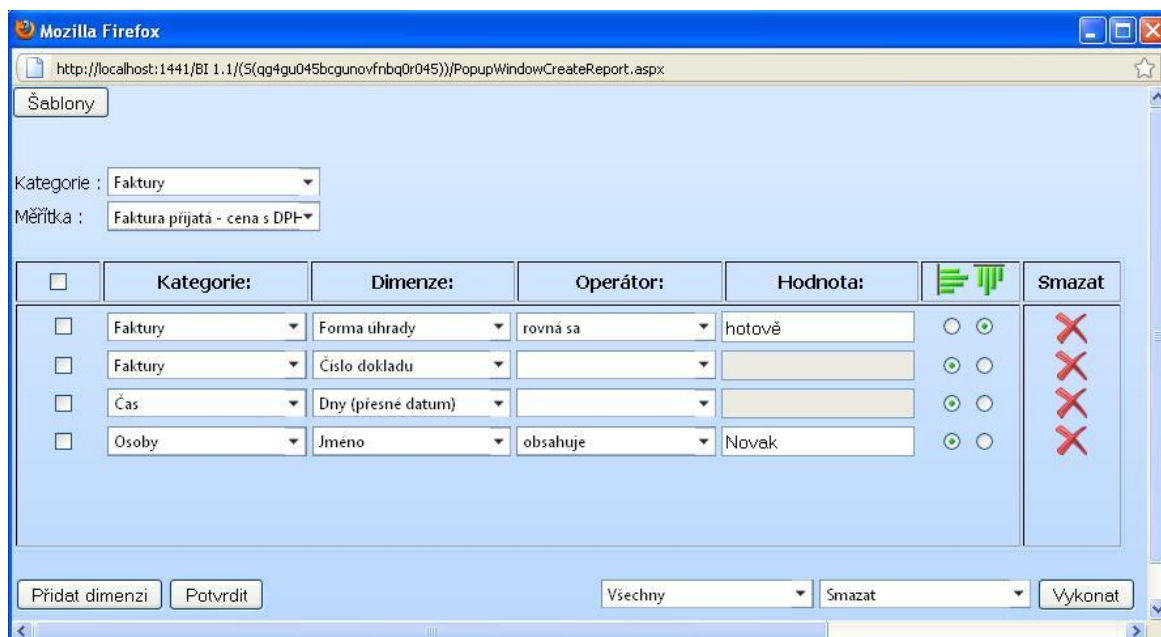 Mozilla Firefox
http://localhost:1441/BI 1.1/(S(qg4gu045bcgunovfnbq0r045))/PopupWindowCreateReport.aspx
Šablony
Kategorie : Faktury
Měřítka : Faktura přijatá - cena s DPH
Kategorie: Dimenze: Operátor: Hodnota: Smazat
Faktury Forma úhrady rovná sa hotově
Faktury Číslo dokladu
Čas Dny (přesné datum)
Osoby Jméno obsahuje Novak
Přidat dimenzi Potvrdit Všechny Smazat Vykonat